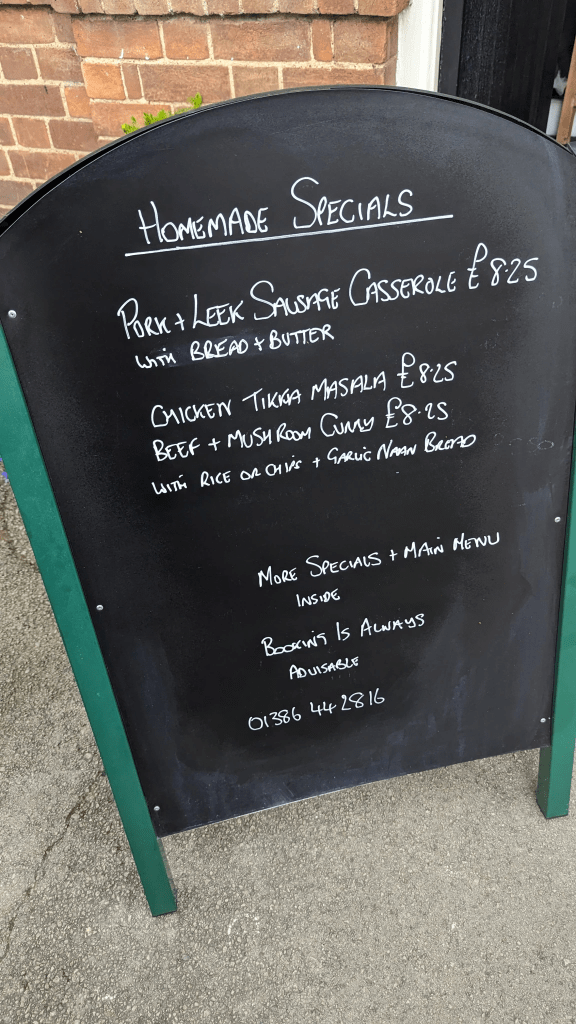 HOMEMADE SPECIALS
PORK + LEEK SAUSAGE CASSEROLE £8.25
WITH BREAD + BUTTER
CHICKEN TIKKA MASALA £8.25
BEEF + MUSHROOM CURRY £8.25
WITH RICE OR CHIPS + GARLIC NAAN BREAD
MORE SPECIALS + MAIN MENU
INSIDE
BOOKING IS ALWAYS
ADVISABLE
01386 442816